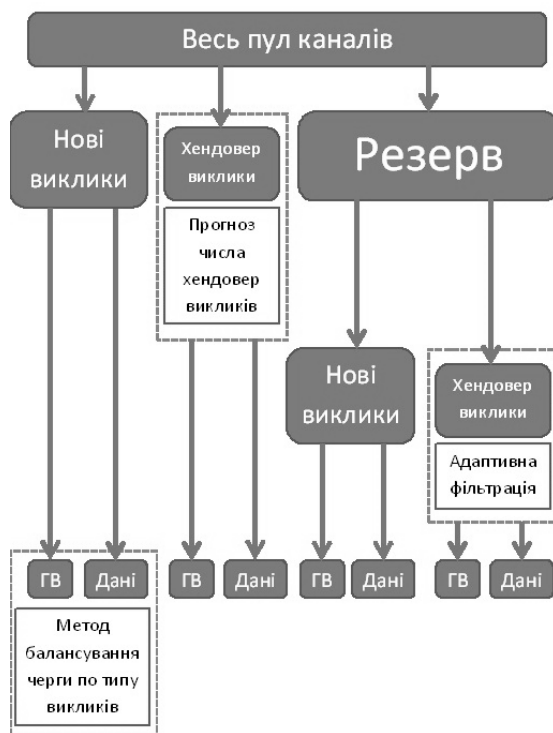 Весь пул каналів
Нові
виклики
Хендовер
виклики
Прогноз
числа
хендовер
викликів
Резерв
Нові
виклики
Хендовер
виклики
Адаптивна
фільтрація
ГВ
Дані
ГВ
Дані
ГВ
Дані
ГВ
Дані
Метод
балансування
черги по типу
викликів